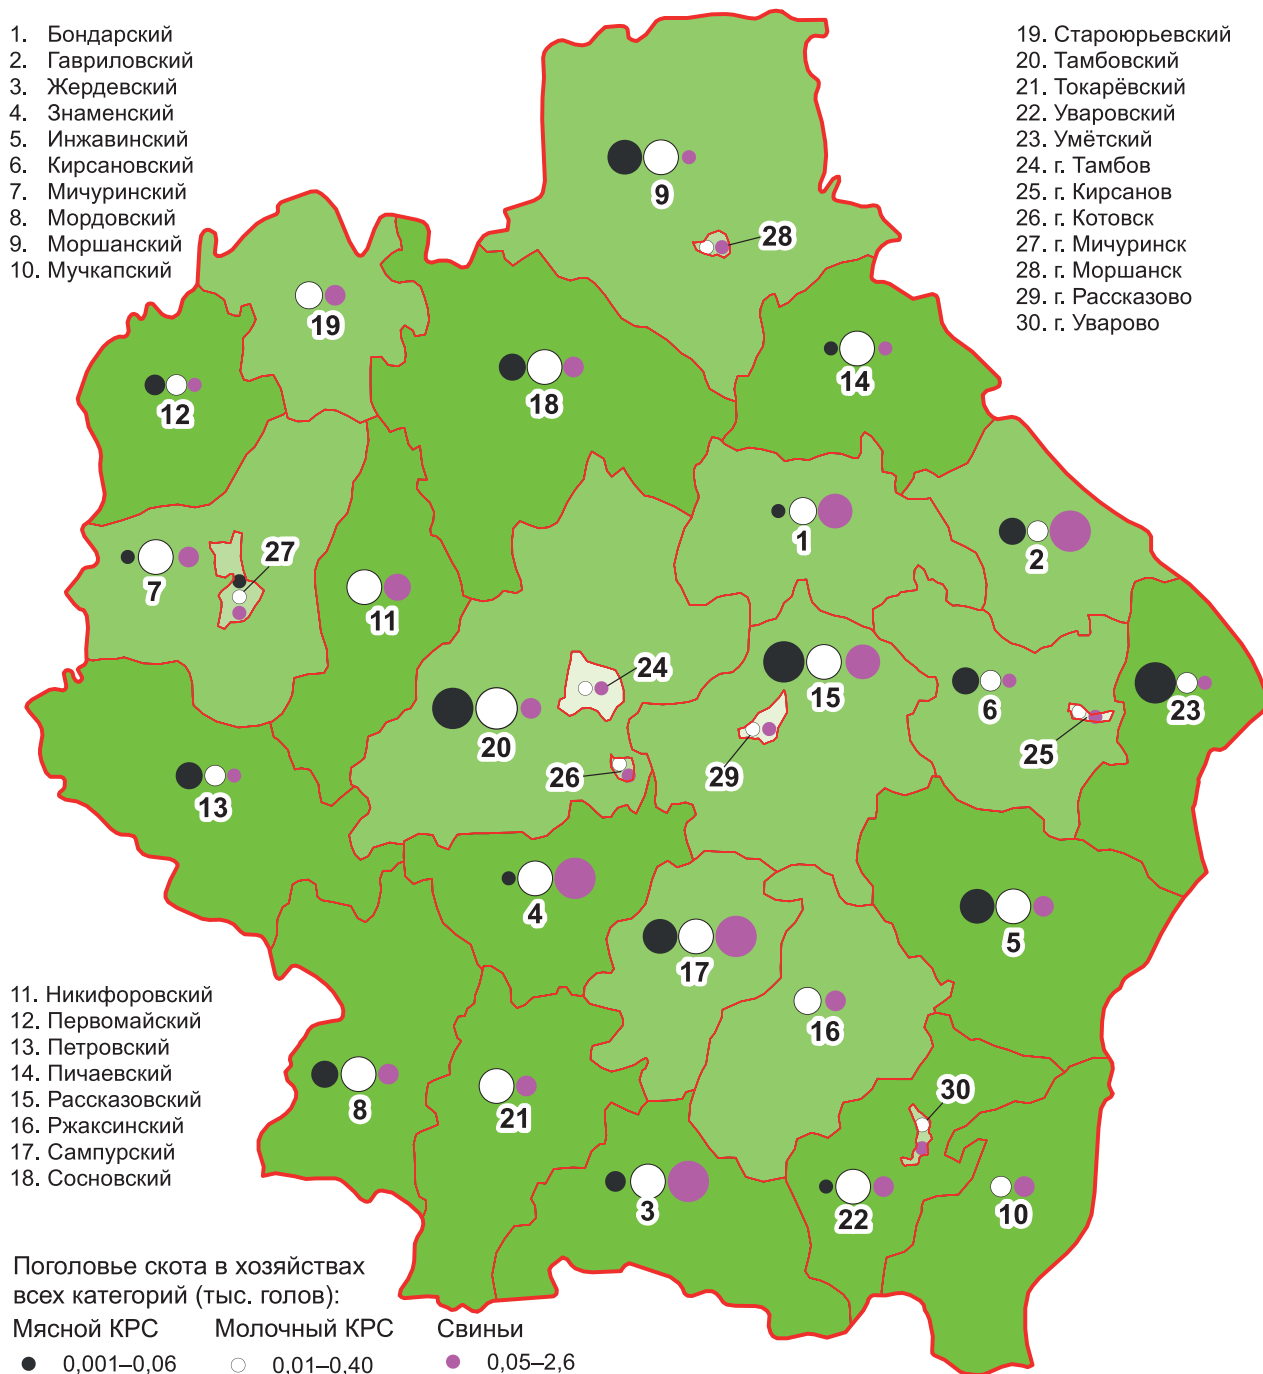 1. Бондарский
2. Гавриловский
3. Жердевский
4. Знаменский
5. Инжавинский
6. Кирсановский
7. Мичуринский
8. Мордовский
9. Моршанский
10. Мучкапский
19. Староюрьевский
20. Тамбовский
21. Токарёвский
22. Уваровский
23. Умётский
24. г. Тамбов
25. г. Кирсанов
26. г. Котовск
27. г. Мичуринск
28. г. Моршанск
29. г. Рассказово
30. г. Уварово
9
28
19
14
12
18
1
2
27
7
11
24
15
6
23
20
25
26
29
13
4
5
17
16
8
21
30
3
22
10
11. Никифоровский
12. Первомайский
13. Петровский
14. Пичаевский
15. Рассказовский
16. Ржаксинский
17. Сампурский
18. Сосновский
Поголовье скота в хозяйствах
всех категорий (тыс. голов):
Мясной КРС Молочный КРС Свиньи
0,001–0,06 0,01–0,40 0,05–2,6